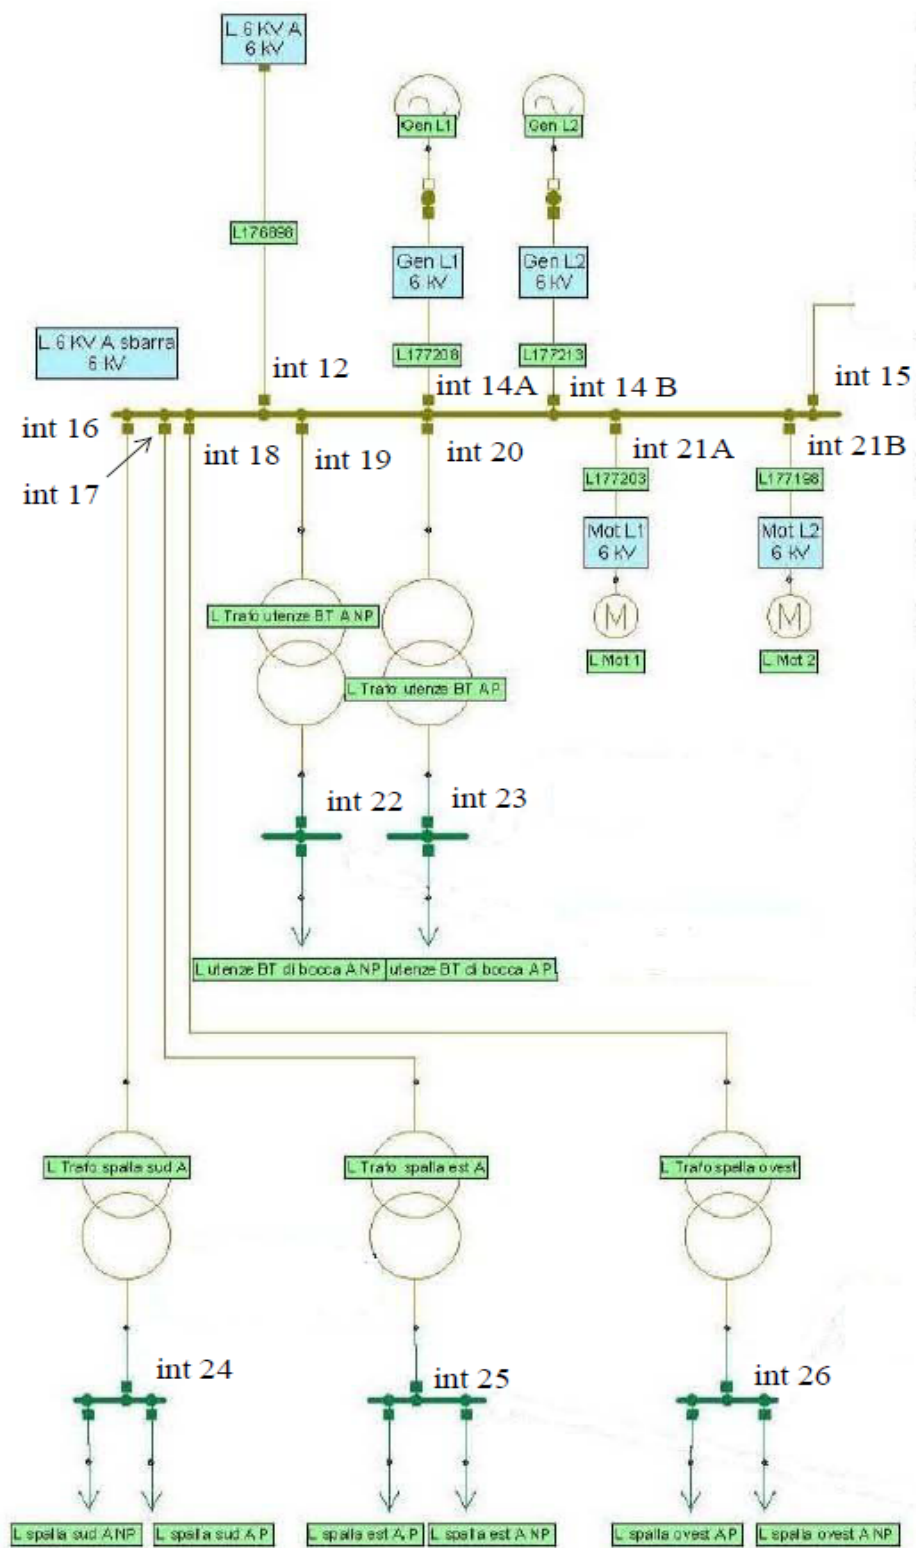 L 6 KV A
6 kV
Gen L1
Gen L2
L176898
Gen L1
6 kV
Gen L2
6 kV
L 6 KV A sbarra
6 kV
L177208
L177213
int 12
int 14A
int 14 B
int 15
int 16
int 17
int 18
int 19
int 20
int 21A
int 21B
L177203
L177198
Mot L1
6 kV
Mot L2
6 kV
L Trafo utenze BT A NP
M
M
L Mot 1
L Mot 2
L Trafo utenze BT A P
int 22
int 23
L utenze BT di bocca A NP
utenze BT di bocca A P
L Trafo spalla sud A
L Trafo spalla est A
L Trafo spalla ovest
int 24
int 25
int 26
L spalla sud A NP
L spalla sud A P
L spalla est A P
L spalla est A NP
L spalla ovest A P
L spalla ovest A NP